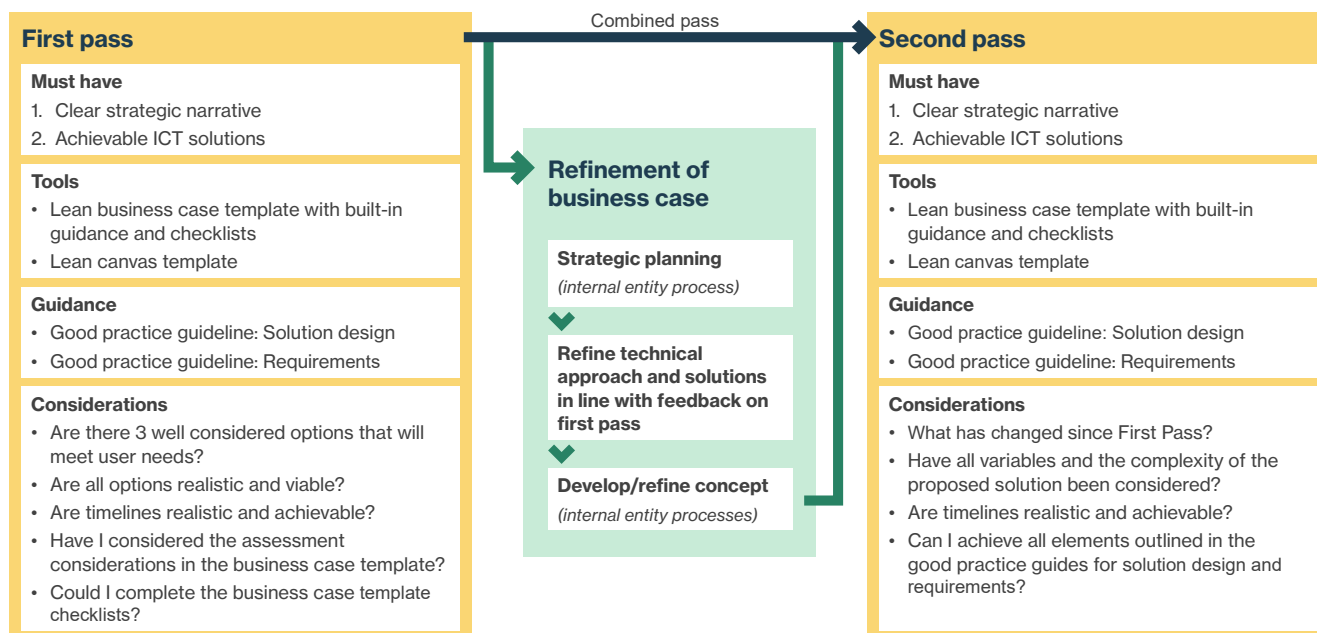 First pass
Must have
1. Clear strategic narrative
2. Achievable ICT solutions
Tools
• Lean business case template with built-in
guidance and checklists
• Lean canvas template
Guidance
• Good practice guideline: Solution design
• Good practice guideline: Requirements
Considerations
• Are there 3 well considered options that will
meet user needs?
• Are all options realistic and viable?
• Are timelines realistic and achievable?
• Have I considered the assessment
considerations in the business case template?
• Could I complete the business case template
checklists?
Combined pass
Refinement of
business case
Strategic planning
(internal entity process)
Refine technical
approach and solutions
in line with feedback on
first pass
Develop/refine concept
(internal entity processes)
Second pass
Must have
1. Clear strategic narrative
2. Achievable ICT solutions
Tools
• Lean business case template with built-in
guidance and checklists
• Lean canvas template
Guidance
• Good practice guideline: Solution design
• Good practice guideline: Requirements
Considerations
• What has changed since First Pass?
• Have all variables and the complexity of the
proposed solution been considered?
• Are timelines realistic and achievable?
• Can I achieve all elements outlined in the
good practice guides for solution design and
requirements?